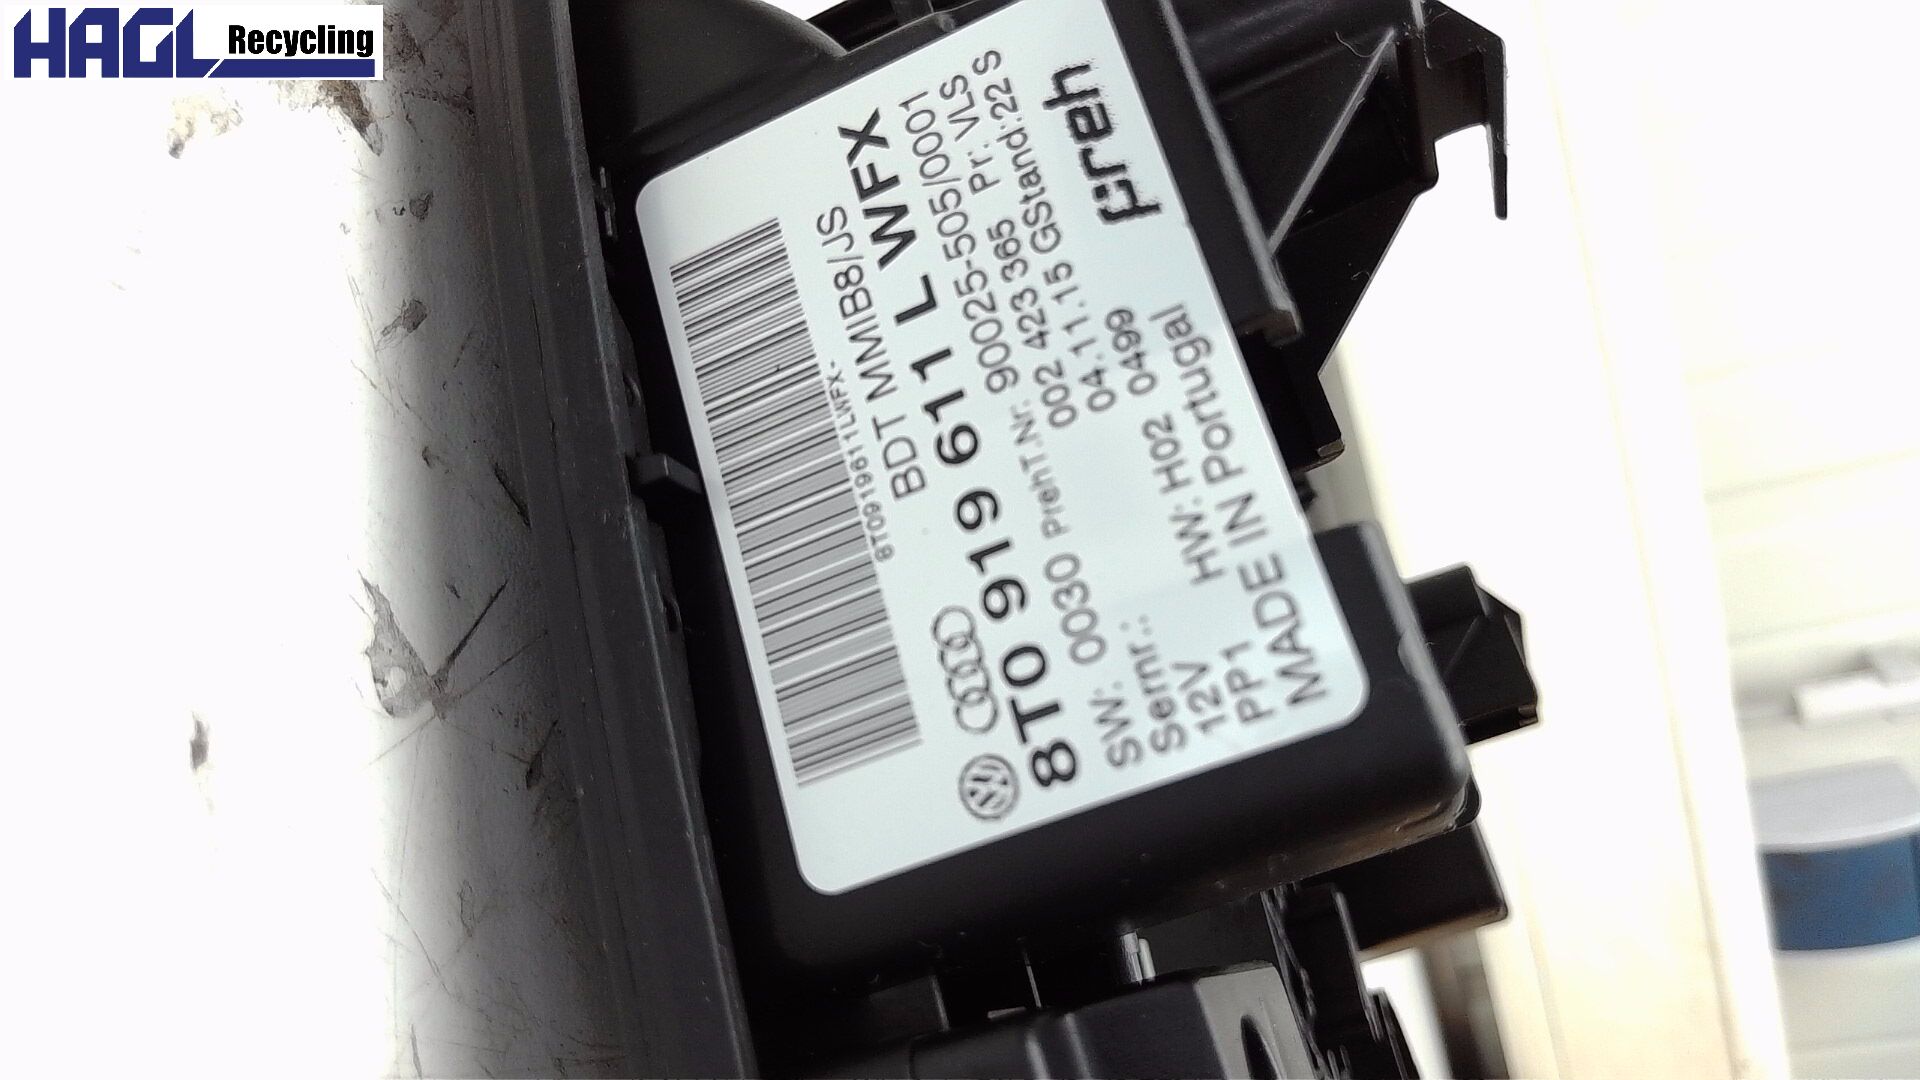 HAGL Recycling
8T0919611LWFX-
BDT MMIB8/JS
8T0 919 611 L WFX
SW: 0030 PrehT.Nr.: 90025-505/0001
Sernr.: 002 423 365 Pr: VLS
12V 04.11.15 GStand:22 S
HW: H02 0499
PP1
MADE IN Portugal
Preh